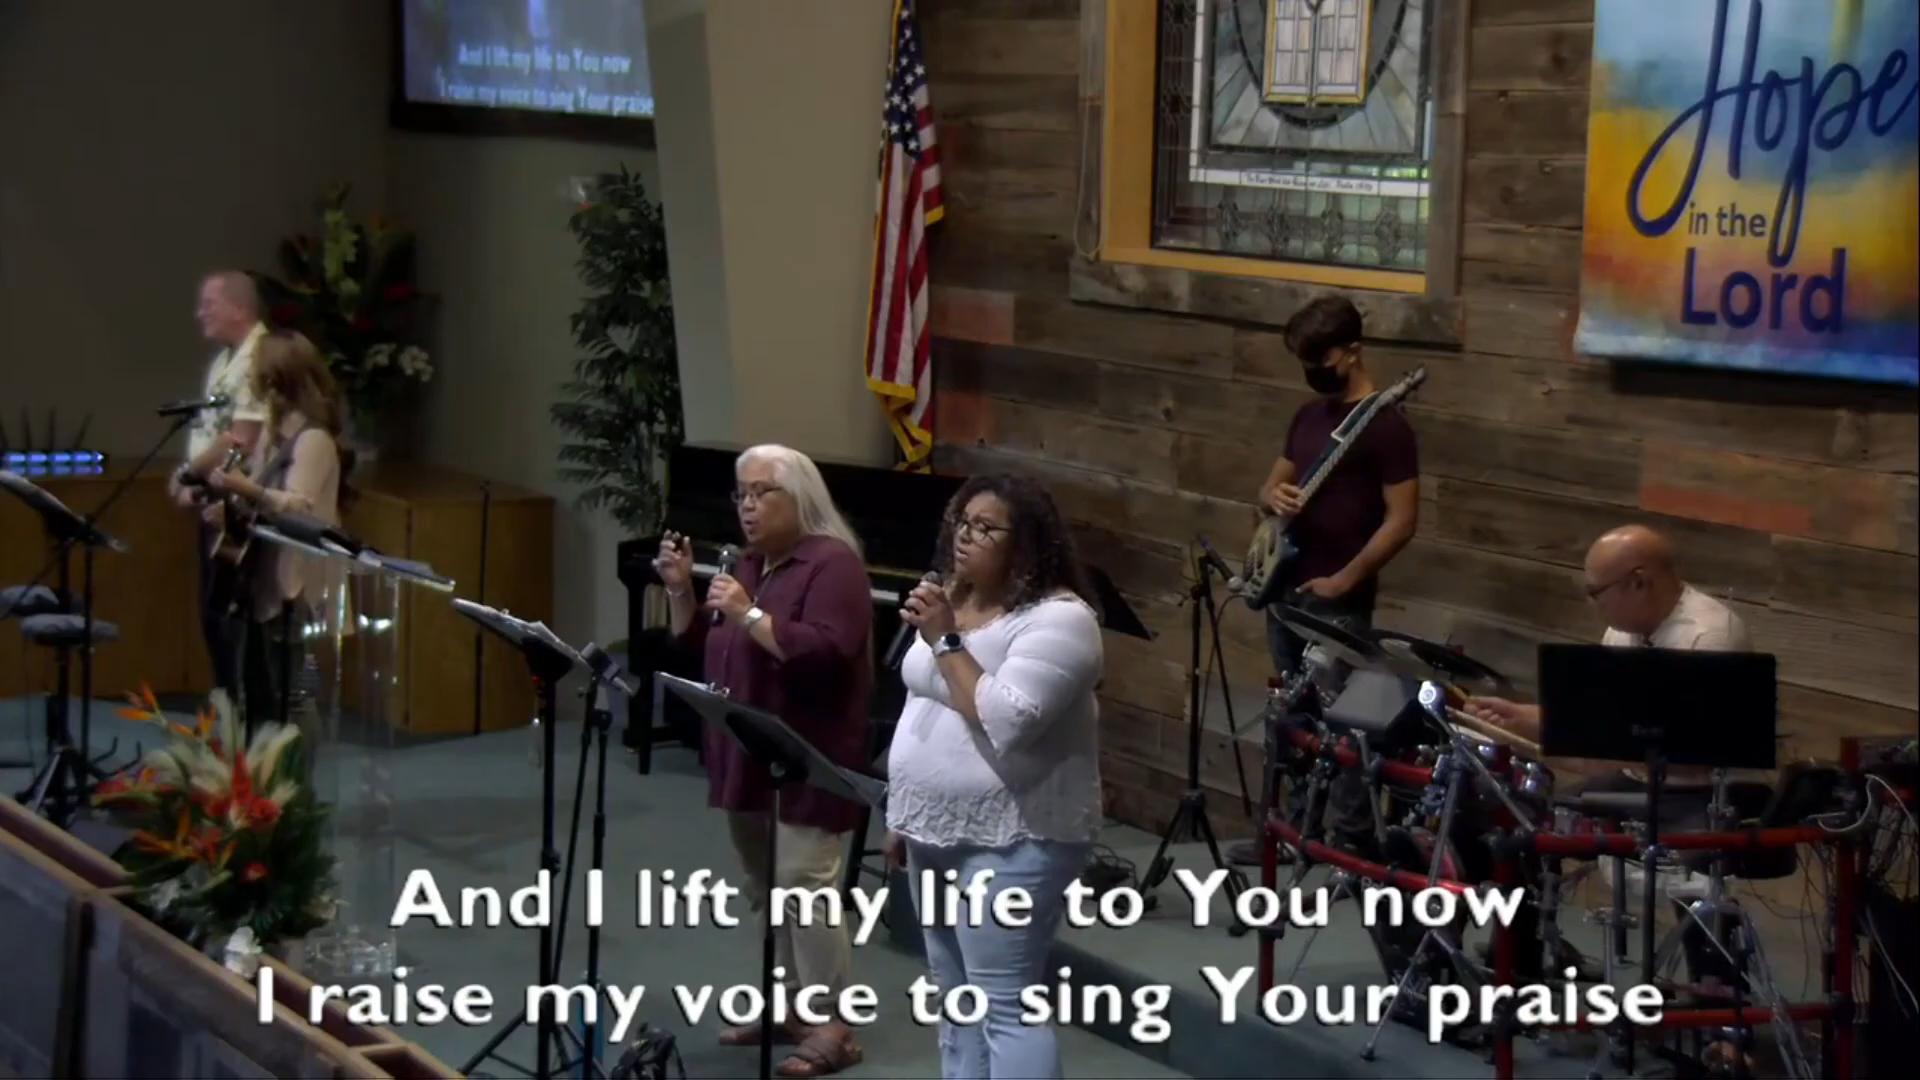 And I lift my life to You now
I raise my voice to sing Your praise
Hope
in the
Lord
And I lift my life to You now
I raise my voice to sing Your praise